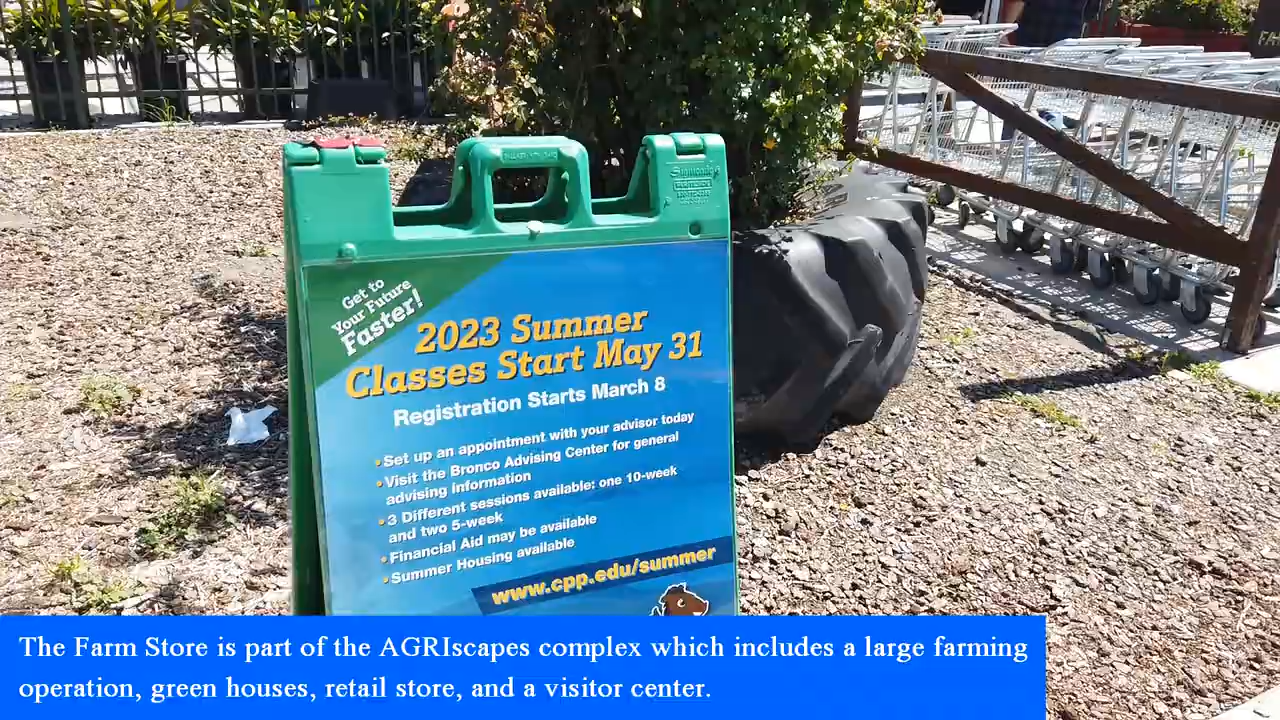 Get to
Your Future
Faster!
2023 Summer
Classes Start May 31
Registration Starts March 8
• Set up an appointment with your advisor today
• Visit the Bronco Advising Center for general
advising information
• 3 Different sessions available: one 10-week
and two 5-week
• Financial Aid may be available
• Summer Housing available
www.cpp.edu/summer
The Farm Store is part of the AGRIscapes complex which includes a large farming
operation, green houses, retail store, and a visitor center.